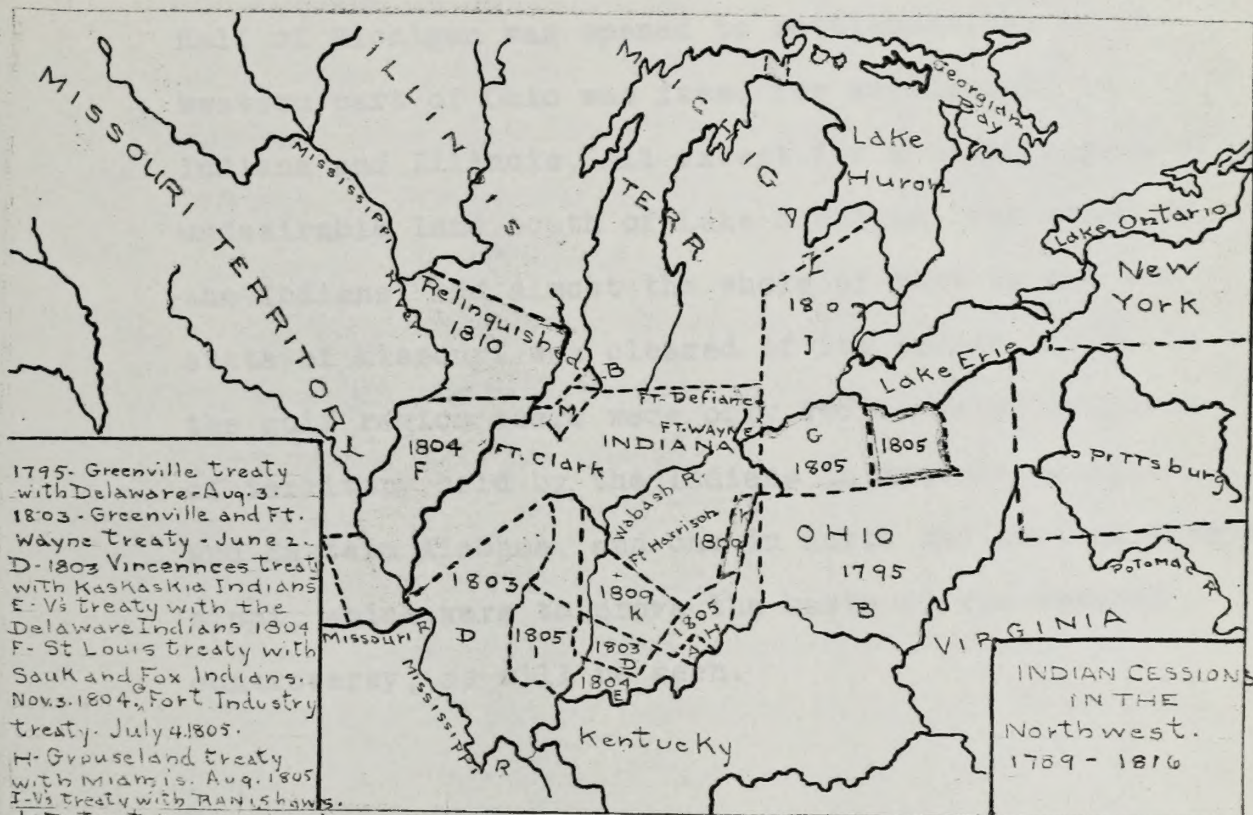 MISSOURI TERRITORY
ILLINOIS
MICHIGAN
TERR
Mississippi River
Georgian
Bay
Lake
Huron
Lake Ontario
New
York
Relinquished
1810
B
M
180
J
Lake Erie
FT. Defiance
FT. WAYNE
INDIANA
1804
F
FT. Clark
G
1805
1805
Pittsburg
Wabash R.
Ft Harrison
1809
OHIO
1795
B
1803
D
1805
I
1809
K
1803
D
1804
E
1805
H
A
Potoma R
VIRGINIA
Missouri R
Mississippi R
Kentucky
1795- Greenville treaty
with Delaware-Aug. 3.
1803- Greenville and Ft.
Wayne treaty - June 2.
D-1803 Vincennces treaty
with Kaskaskia Indians
E- V's treaty with the
Delaware Indians 1804
F- St Louis treaty with
Sauk and Fox Indians.
Nov. 3. 1804. G Fort Industry
treaty. July 4.1805.
H- Grouseland treaty
with Miamis. Aug. 1805
I-V's treaty with
INDIAN CESSIONS
IN THE
Northwest.
1789 - 1816